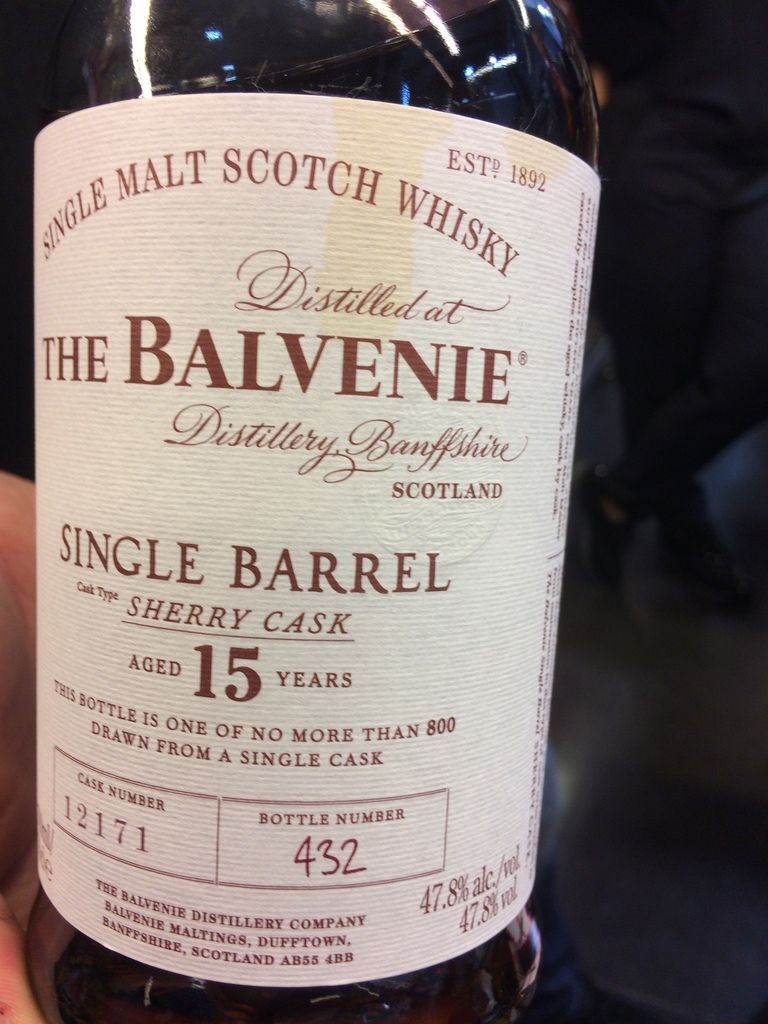 SINGLE MALT SCOTCH WHISKY
ESTD 1892
Distilled at
THE BALVENIE®
Distillery, Banffshire
SCOTLAND
SINGLE BARREL
Cask Type SHERRY CASK
AGED 15 YEARS
THIS BOTTLE IS ONE OF NO MORE THAN 800
DRAWN FROM A SINGLE CASK
CASK NUMBER
12171
BOTTLE NUMBER
432
47.8% alc./vol.
47.8% vol.
THE BALVENIE DISTILLERY COMPANY
BALVENIE MALTINGS, DUFFTOWN,
BANFFSHIRE, SCOTLAND AB55 4BB